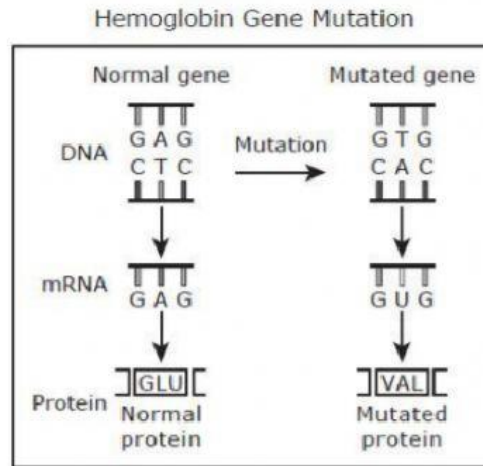 Hemoglobin Gene Mutation
Normal gene Mutated gene
DNA
G A G
C T C
Mutation
G T G
C A C
mRNA
G A G
G U G
Protein
GLU
VAL
Normal protein
Mutated protein